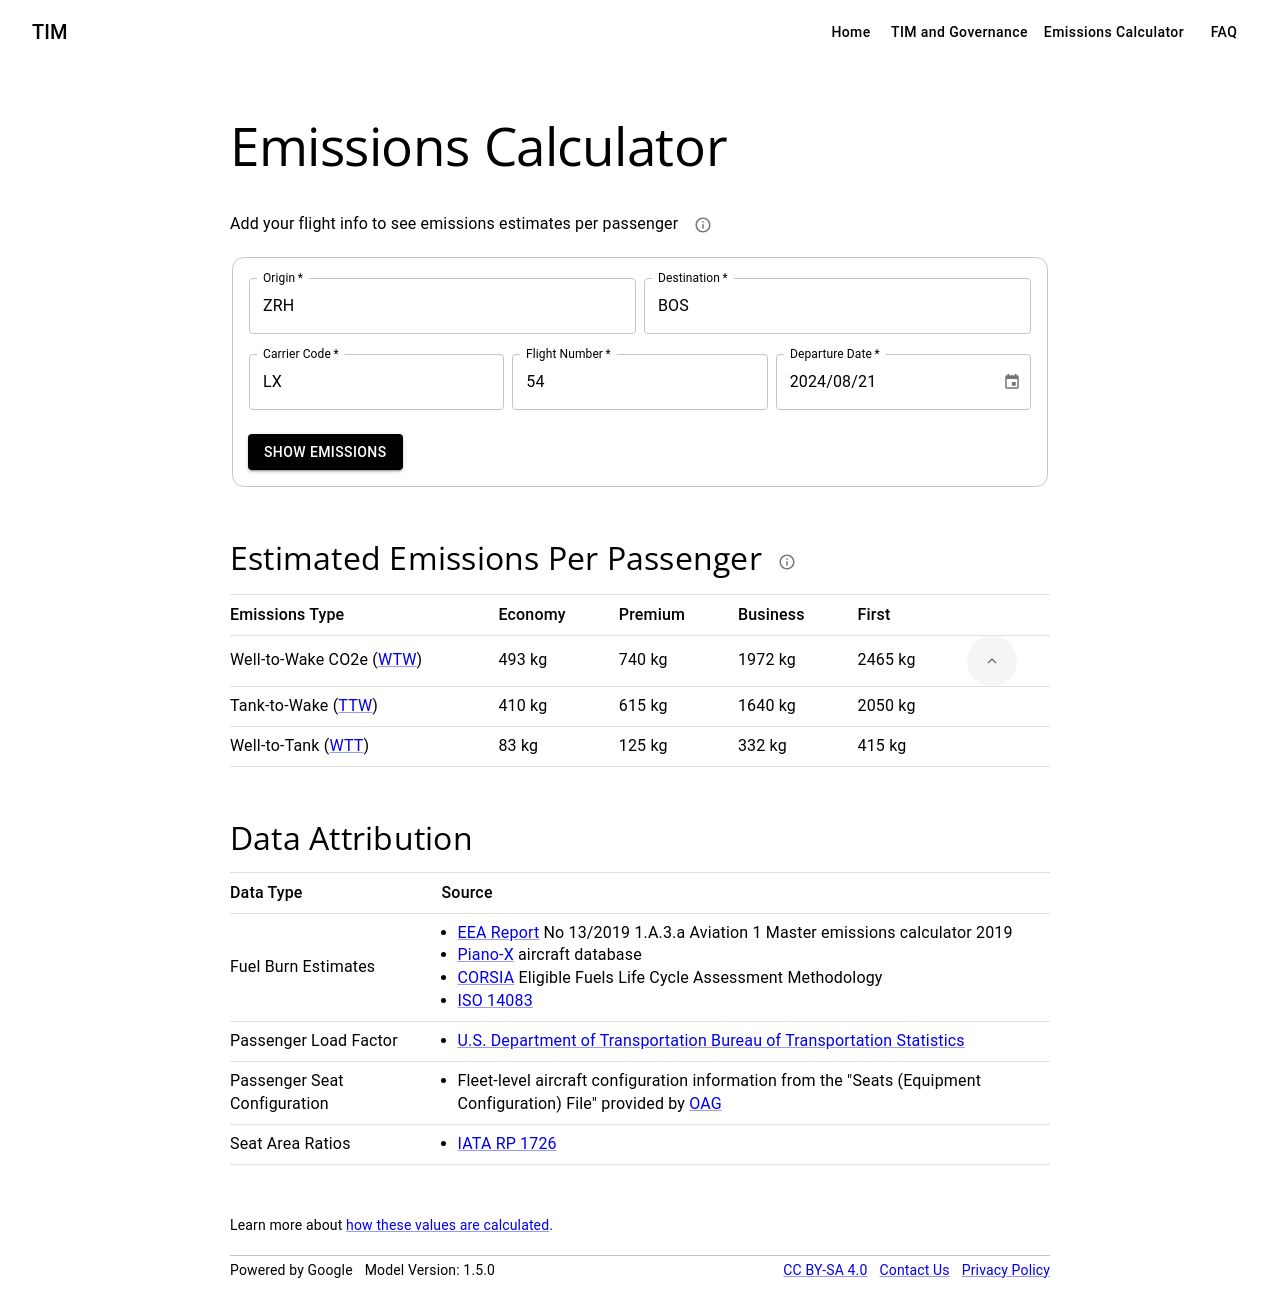 TIM Home TIM and Governance Emissions Calculator FAQ
Emissions Calculator
Add your flight info to see emissions estimates per passenger
Origin * Destination *
ZRH BOS
Carrier Code * Flight Number * Departure Date *
LX 54 2024/08/21
SHOW EMISSIONS
Estimated Emissions Per Passenger
Emissions Type Economy Premium Business First
Well-to-Wake CO2e (WTW) 493 kg 740 kg 1972 kg 2465 kg
Tank-to-Wake (TTW) 410 kg 615 kg 1640 kg 2050 kg
Well-to-Tank (WTT) 83 kg 125 kg 332 kg 415 kg
Data Attribution
Data Type Source
Fuel Burn Estimates
• EEA Report No 13/2019 1.A.3.a Aviation 1 Master emissions calculator 2019
• Piano-X aircraft database
• CORSIA Eligible Fuels Life Cycle Assessment Methodology
• ISO 14083
Passenger Load Factor • U.S. Department of Transportation Bureau of Transportation Statistics
Passenger Seat
Configuration
• Fleet-level aircraft configuration information from the "Seats (Equipment
Configuration) File" provided by OAG
Seat Area Ratios • IATA RP 1726
Learn more about how these values are calculated.
Powered by Google Model Version: 1.5.0 CC BY-SA 4.0 Contact Us Privacy Policy